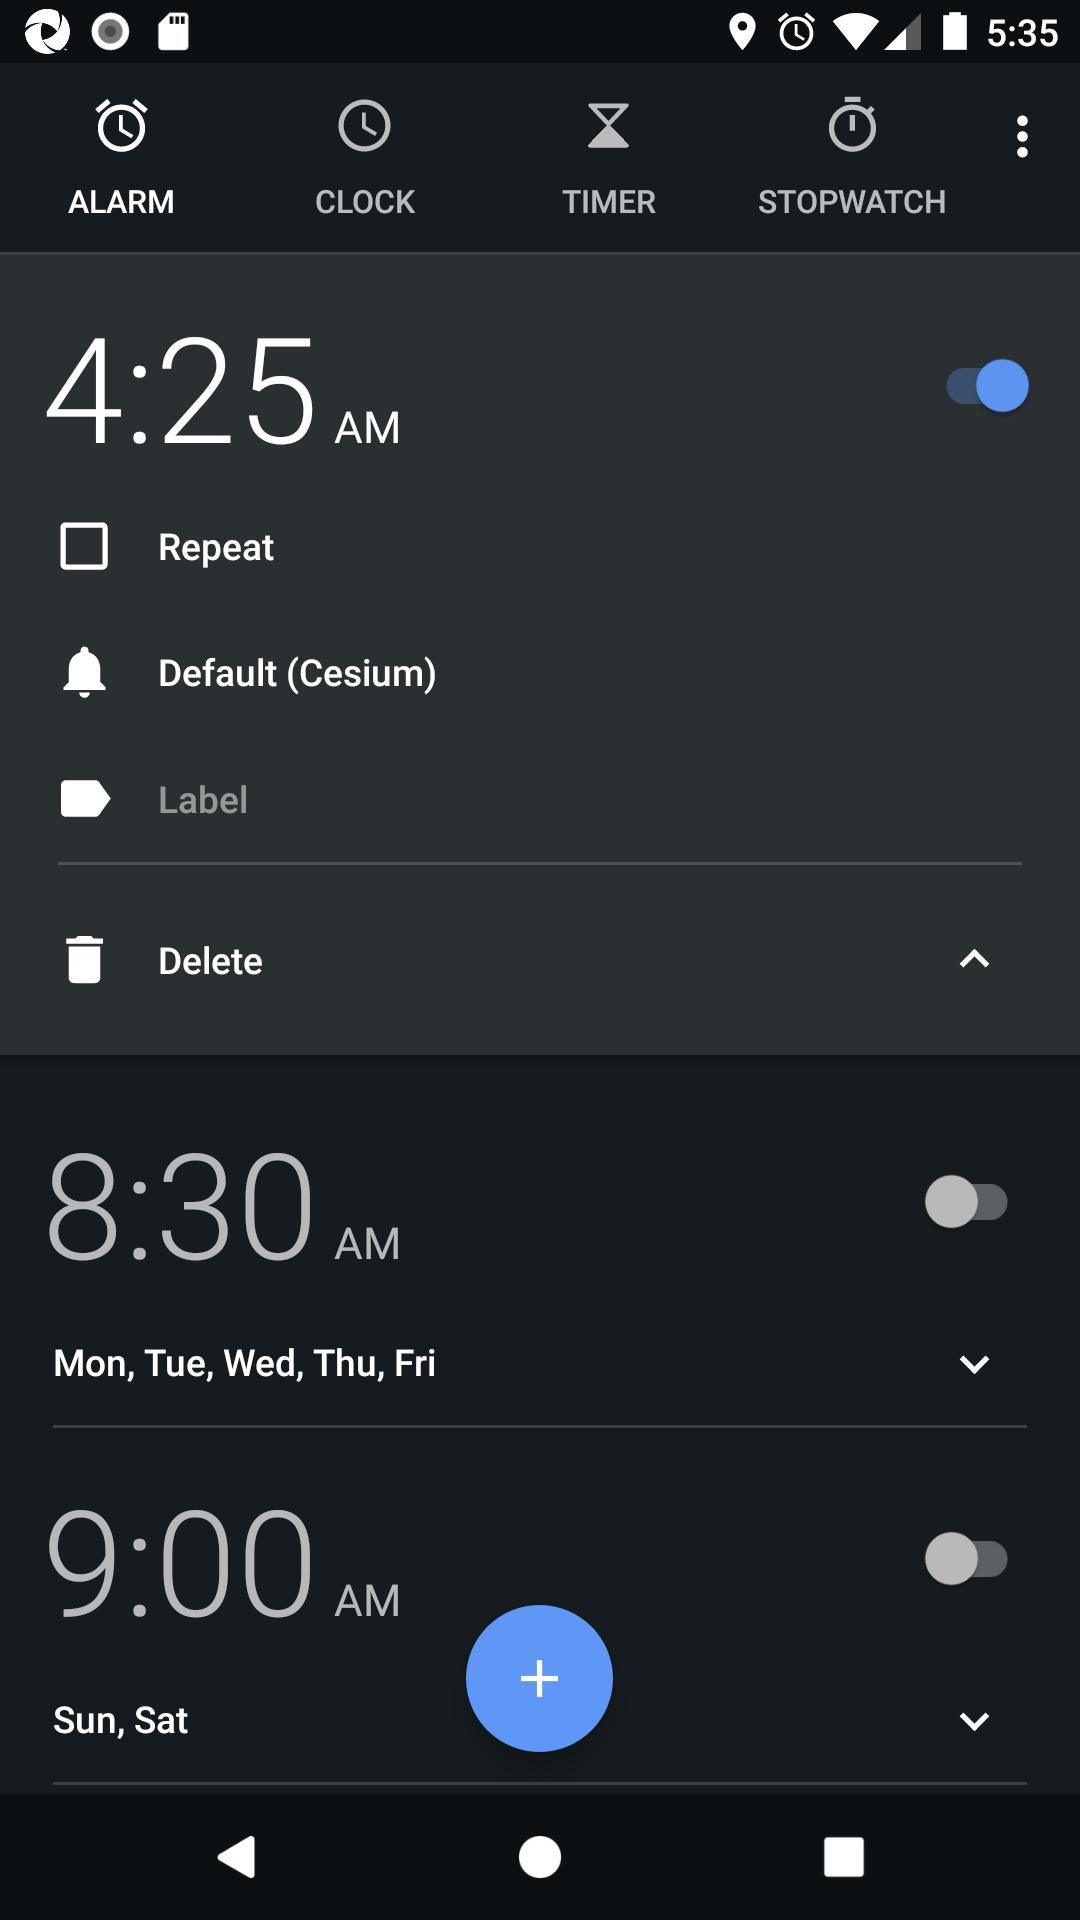 5:35
ALARM CLOCK TIMER STOPWATCH
4:25 AM
Repeat
Default (Cesium)
Label
Delete
8:30 AM
Mon, Tue, Wed, Thu, Fri
9:00 AM
Sun, Sat